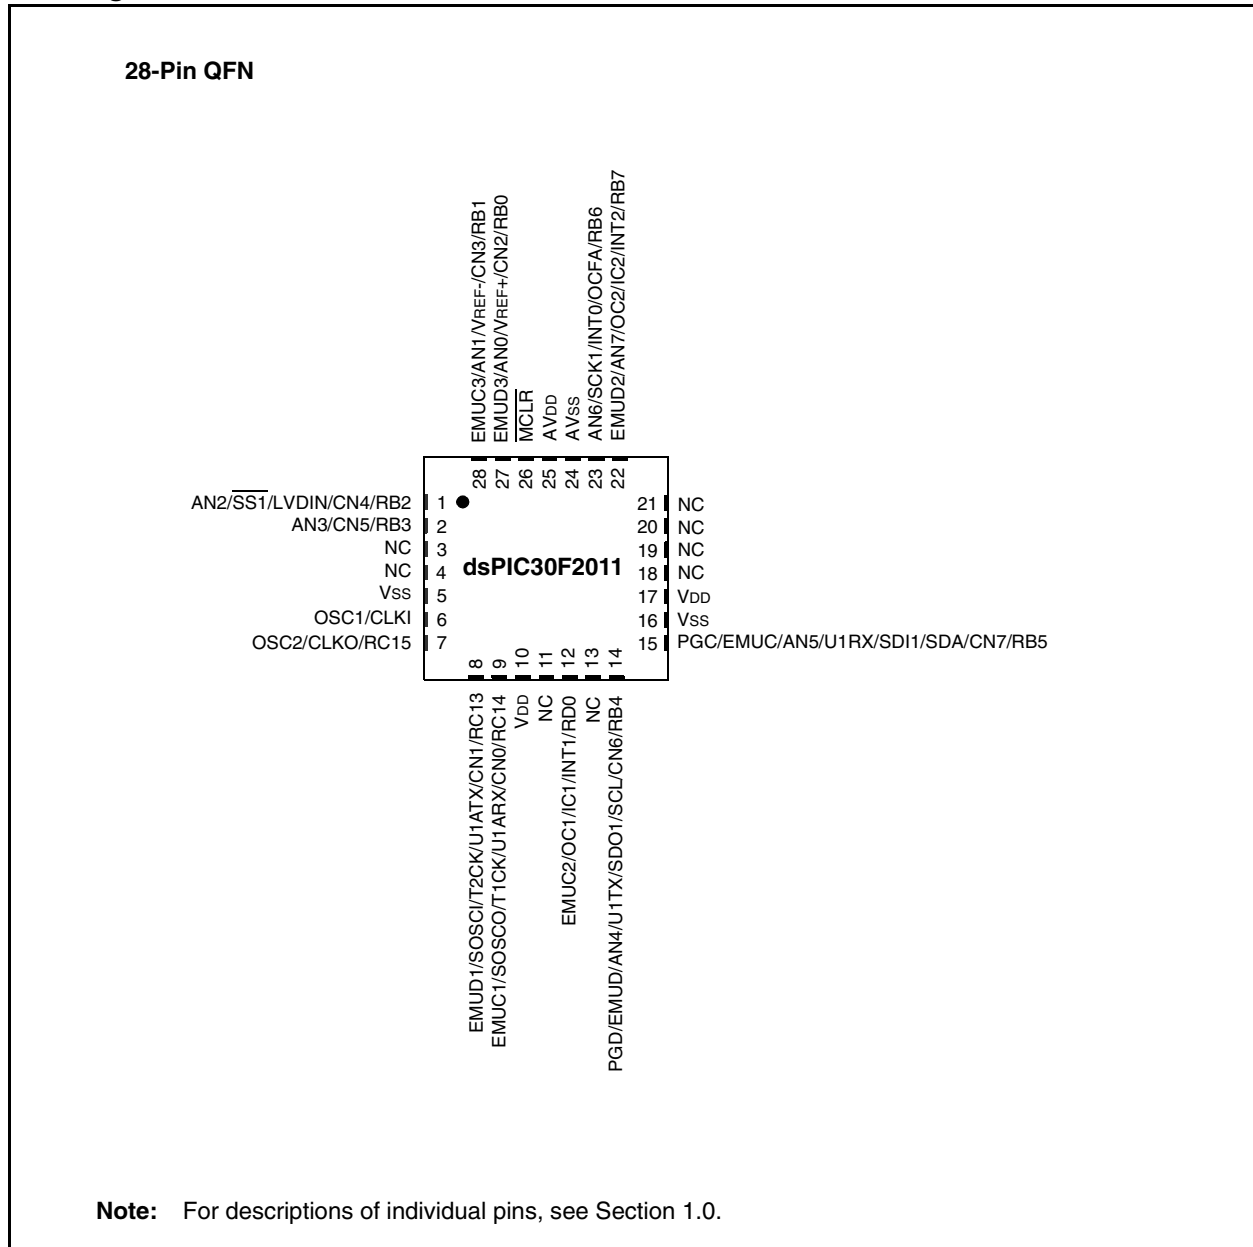 28-Pin QFN
EMUC3/AN1/VREF-/CN3/RB1
EMUD3/AN0/VREF+/CN2/RB0
MCLR
AVDD
AVSS
AN6/SCK1/INT0/OCFA/RB6
EMUD2/AN7/OC2/IC2/INT2/RB7
28 27 26 25 24 23 22
AN2/SS1/LVDIN/CN4/RB2 1 21 NC
AN3/CN5/RB3 2 20 NC
NC 3 19 NC
NC 4 dsPIC30F2011 18 NC
VSS 5 17 VDD
OSC1/CLKI 6 16 VSS
OSC2/CLKO/RC15 7 15 PGC/EMUC/AN5/U1RX/SDI1/SDA/CN7/RB5
8 9 10 11 12 13 14
EMUD1/SOSCI/T2CK/U1ATX/CN1/RC13
EMUC1/SOSCO/T1CK/U1ARX/CN0/RC14
VDD
NC
EMUC2/OC1/IC1/INT1/RD0
NC
PGD/EMUD/AN4/U1TX/SDO1/SCL/CN6/RB4
Note: For descriptions of individual pins, see Section 1.0.